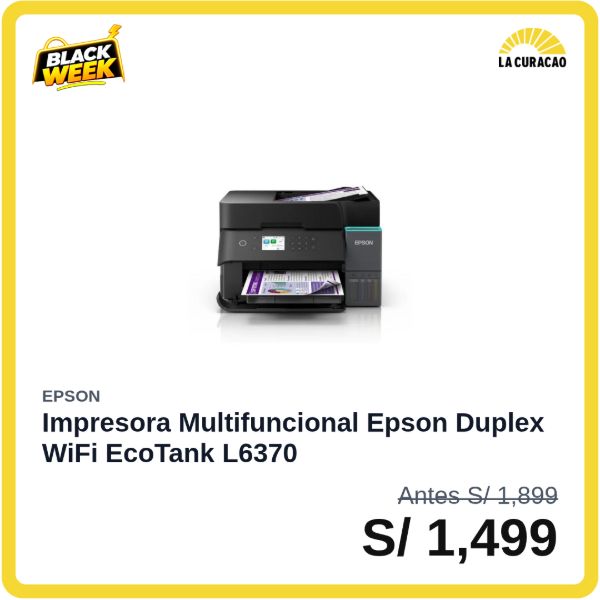 BLACK
WEEK
LA CURACAO
EPSON
EPSON
Impresora Multifuncional Epson Duplex
WiFi EcoTank L6370
Antes S/ 1,899
S/ 1,499